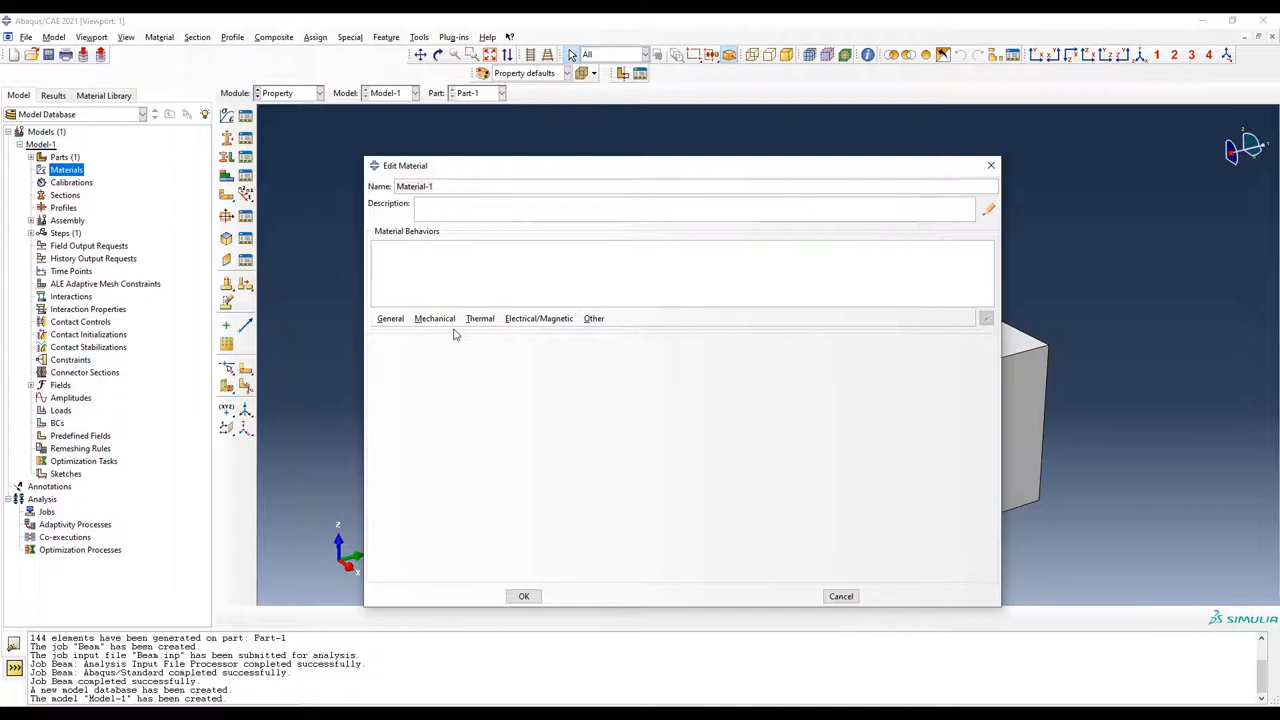 Abaqus/CAE 2021 [Viewport: 1]
File Model Viewport View Material Section Profile Composite Assign Special Feature Tools Plug-ins Help
All
1 2 3 4
Property defaults
Model Results Material Library
Module: Property Model: Model-1 Part: Part-1
Model Database
Models (1)
Model-1
Parts (1)
Materials
Calibrations
Sections
Profiles
Assembly
Steps (1)
Field Output Requests
History Output Requests
Time Points
ALE Adaptive Mesh Constraints
Interactions
Interaction Properties
Contact Controls
Contact Initializations
Contact Stabilizations
Constraints
Connector Sections
Fields
Amplitudes
Loads
BCs
Predefined Fields
Remeshing Rules
Optimization Tasks
Sketches
Annotations
Analysis
Jobs
Adaptivity Processes
Co-executions
Optimization Processes
Edit Material
Name: Material-1
Description:
Material Behaviors
General Mechanical Thermal Electrical/Magnetic Other
OK Cancel
Z
X
SIMULIA
144 elements have been generated on part: Part-1
The job "Beam" has been created.
The job input file "Beam.inp" has been submitted for analysis.
Job Beam: Analysis Input File Processor completed successfully.
Job Beam: Abaqus/Standard completed successfully.
Job Beam completed successfully.
A new model database has been created.
The model "Model-1" has been created.